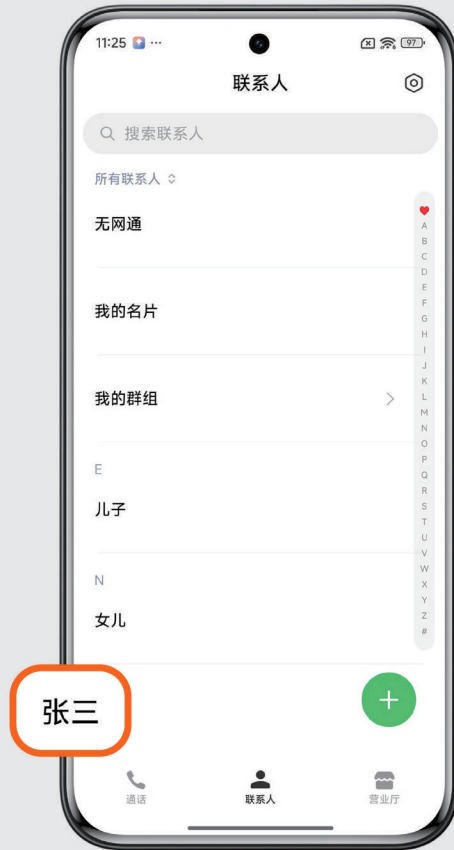 11:25 ···
97
联系人
搜索联系人
所有联系人
无网通
我的名片
我的群组
E
儿子
N
女儿
张三
A
B
C
D
E
F
G
H
I
J
K
L
M
N
O
P
Q
R
S
T
U
V
W
X
Y
Z
#
通话
联系人
营业厅